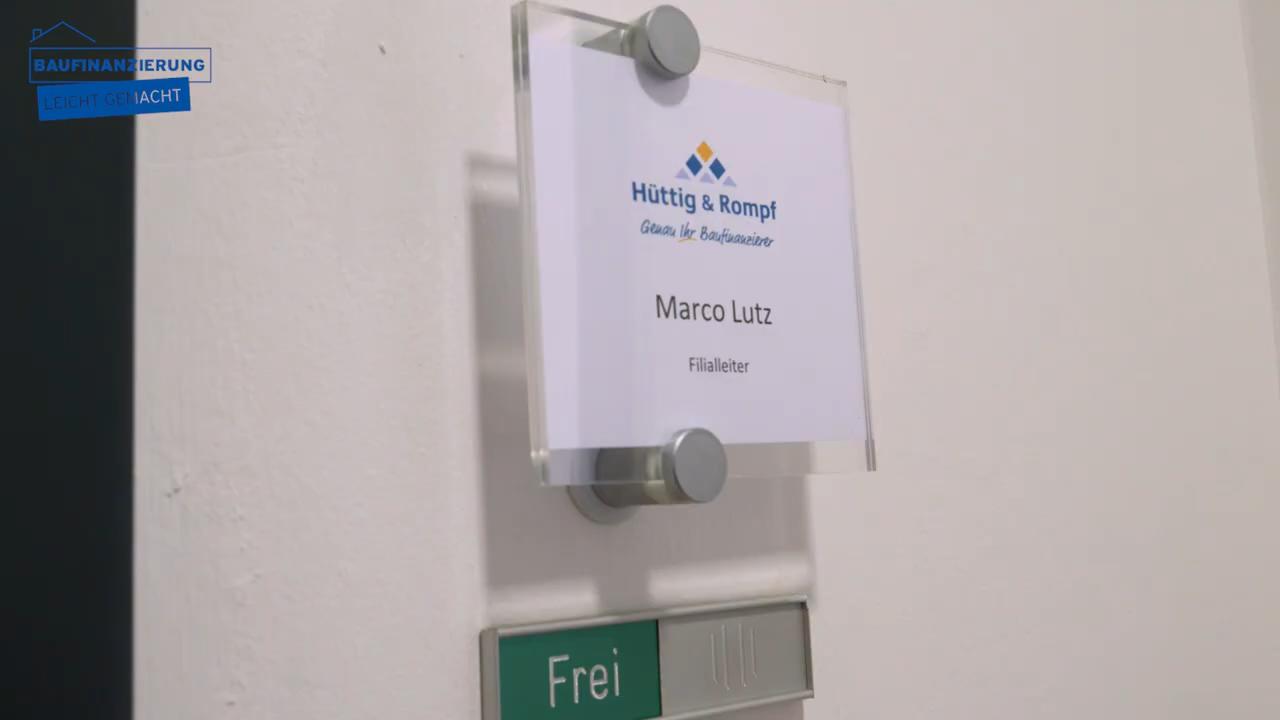 BAUFINANZIERUNG
LEICHT GEMACHT
Hüttig & Rompf
Genau Ihr Baufinanzierer
Marco Lutz
Filialleiter
Frei